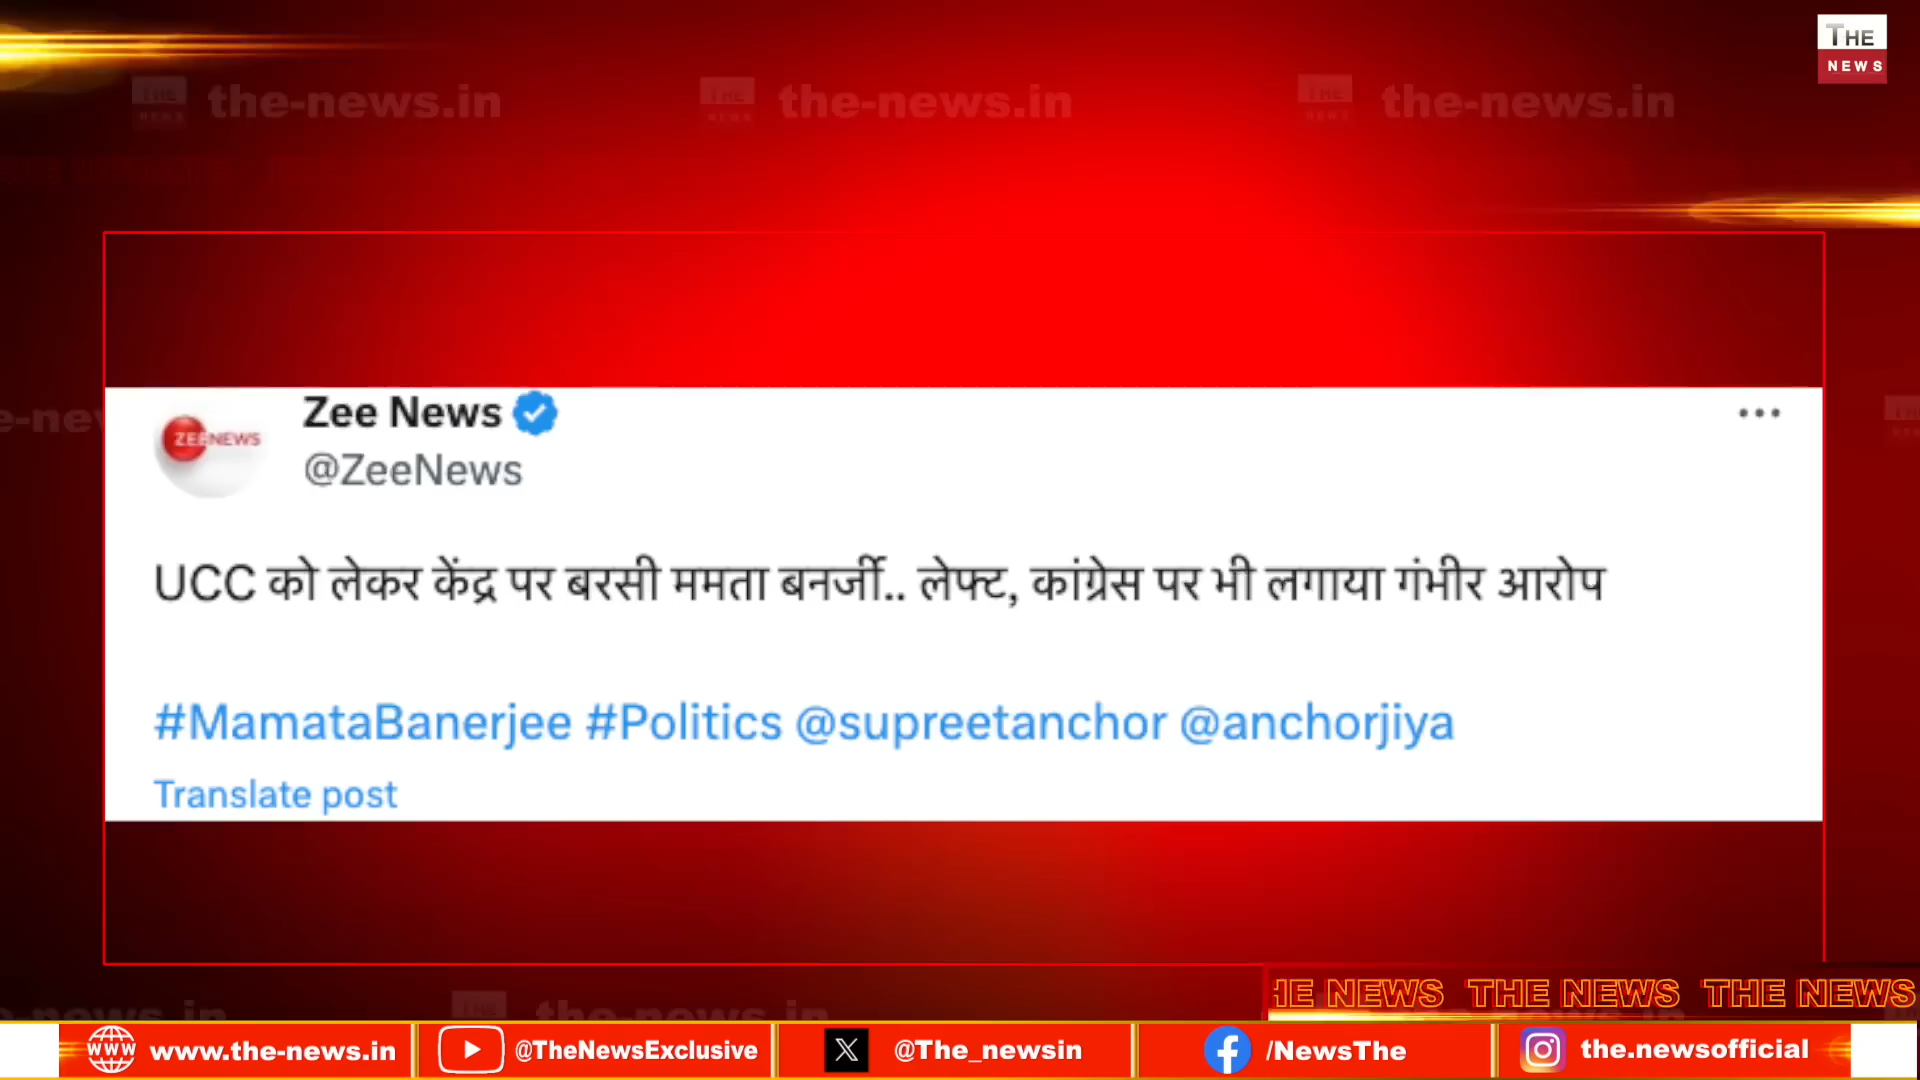 THE
NEWS
the-news.in the-news.in the-news.in
Zee News
@ZeeNews
ZEE NEWS
UCC को लेकर केंद्र पर बरसी ममता बनर्जी.. लेफ्ट, कांग्रेस पर भी लगाया गंभीर आरोप
#MamataBanerjee #Politics @supreetanchor @anchorjiya
Translate post
THE NEWS THE NEWS
www.the-news.in @TheNewsExclusive @The_newsin /NewsThe the.newsofficial